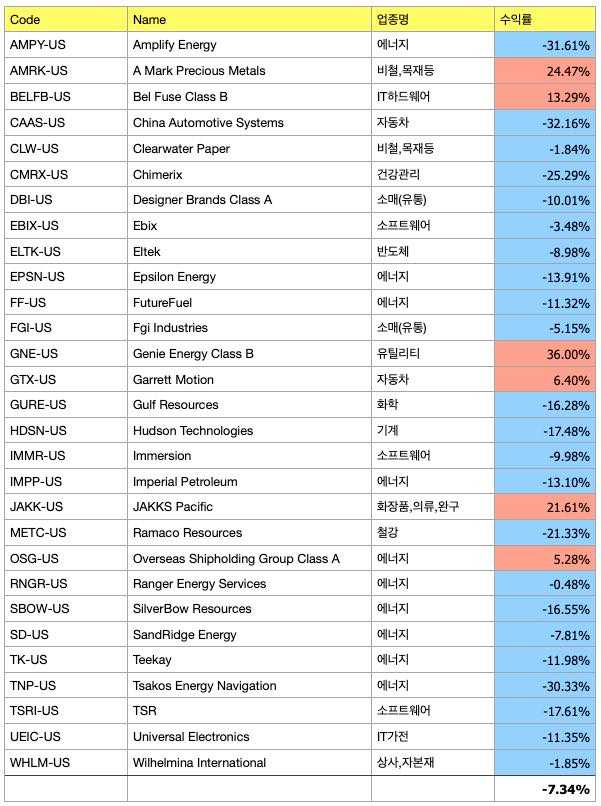 Code Name 업종명 수익률
AMPY-US Amplify Energy 에너지 -31.61%
AMRK-US A Mark Precious Metals 비철,목재등 24.47%
BELFB-US Bel Fuse Class B IT하드웨어 13.29%
CAAS-US China Automotive Systems 자동차 -32.16%
CLW-US Clearwater Paper 비철,목재등 -1.84%
CMRX-US Chimerix 건강관리 -25.29%
DBI-US Designer Brands Class A 소매(유통) -10.01%
EBIX-US Ebix 소프트웨어 -3.48%
ELTK-US Eltek 반도체 -8.98%
EPSN-US Epsilon Energy 에너지 -13.91%
FF-US FutureFuel 에너지 -11.32%
FGI-US Fgi Industries 소매(유통) -5.15%
GNE-US Genie Energy Class B 유틸리티 36.00%
GTX-US Garrett Motion 자동차 6.40%
GURE-US Gulf Resources 화학 -16.28%
HDSN-US Hudson Technologies 기계 -17.48%
IMMR-US Immersion 소프트웨어 -9.98%
IMPP-US Imperial Petroleum 에너지 -13.10%
JAKK-US JAKKS Pacific 화장품,의류,완구 21.61%
METC-US Ramaco Resources 철강 -21.33%
OSG-US Overseas Shipholding Group Class A 에너지 5.28%
RNGR-US Ranger Energy Services 에너지 -0.48%
SBOW-US SilverBow Resources 에너지 -16.55%
SD-US SandRidge Energy 에너지 -7.81%
TK-US Teekay 에너지 -11.98%
TNP-US Tsakos Energy Navigation 에너지 -30.33%
TSRI-US TSR 소프트웨어 -17.61%
UEIC-US Universal Electronics IT가전 -11.35%
WHLM-US Wilhelmina International 상사,자본재 -1.85%
-7.34%